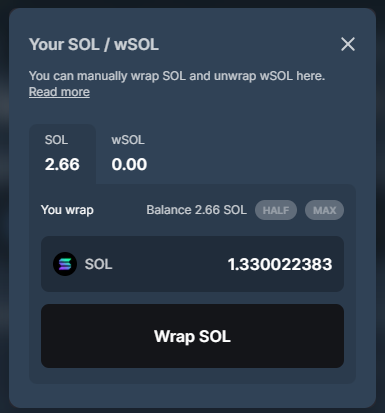 Your SOL / wSOL
You can manually wrap SOL and unwrap wSOL here.
Read more
SOL wSOL
2.66 0.00
You wrap Balance 2.66 SOL HALF MAX
SOL 1.330022383
Wrap SOL